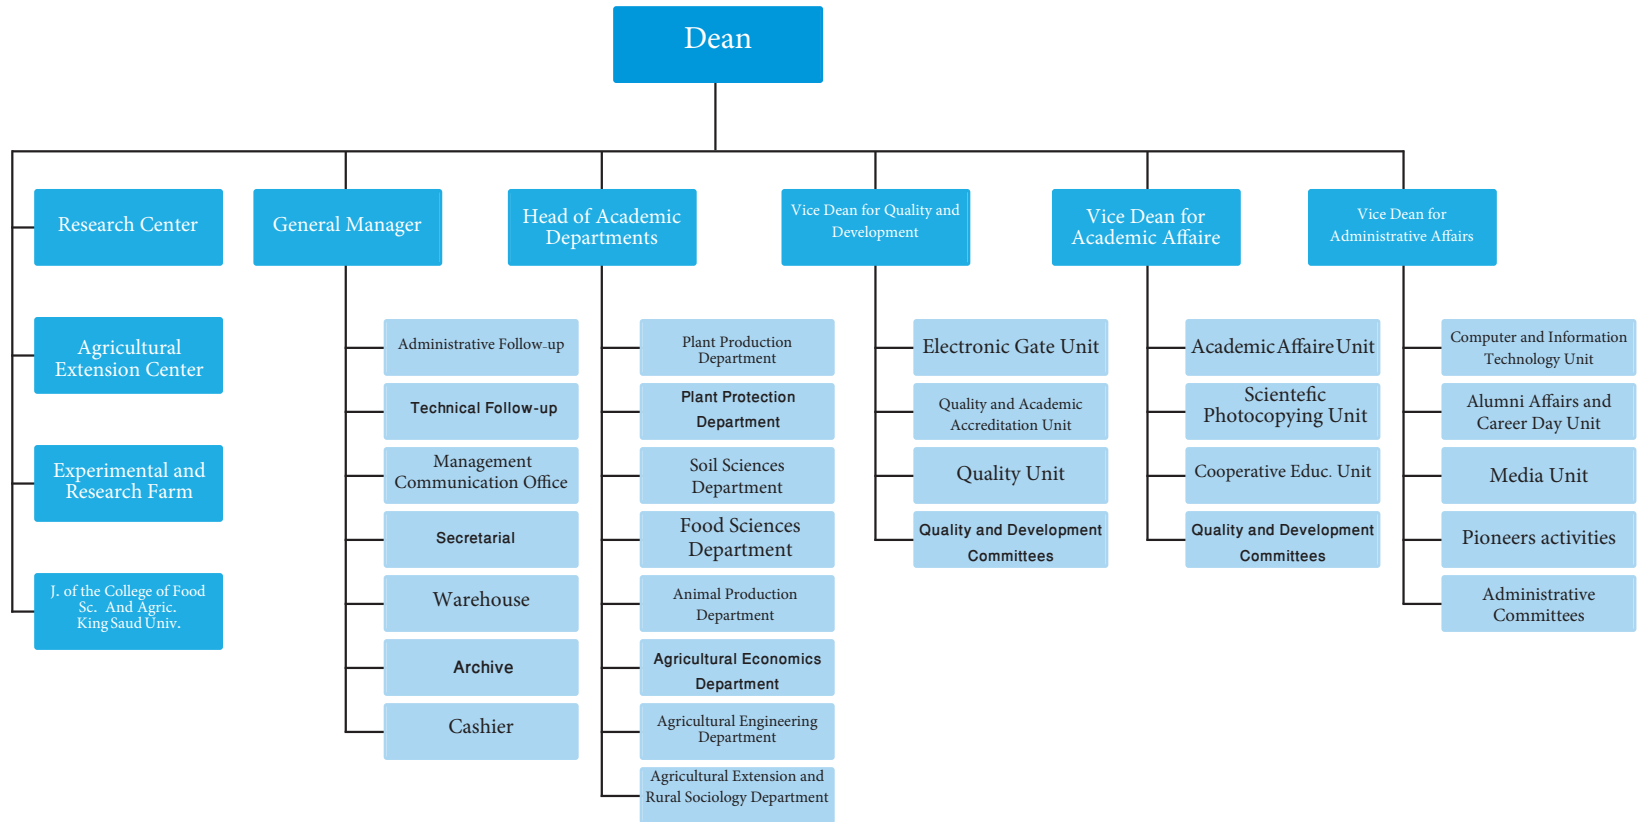 Dean
Research Center
Agricultural
Extension Center
Experimental and
Research Farm
J. of the College of Food
Sc. And Agric.
King Saud Univ.
General Manager
Administrative Follow-up
Technical Follow-up
Management
Communication Office
Secretarial
Warehouse
Archive
Cashier
Head of Academic
Departments
Plant Production
Department
Plant Protection
Department
Soil Sciences
Department
Food Sciences
Department
Animal Production
Department
Agricultural Economics
Department
Agricultural Engineering
Department
Agricultural Extension and
Rural Sociology Department
Vice Dean for Quality and
Development
Electronic Gate Unit
Quality and Academic
Accreditation Unit
Quality Unit
Quality and Development
Committees
Vice Dean for
Academic Affaire
Academic Affaire Unit
Scientefic
Photocopying Unit
Cooperative Educ. Unit
Quality and Development
Committees
Vice Dean for
Administrative Affairs
Computer and Information
Technology Unit
Alumni Affairs and
Career Day Unit
Media Unit
Pioneers activities
Administrative
Committees